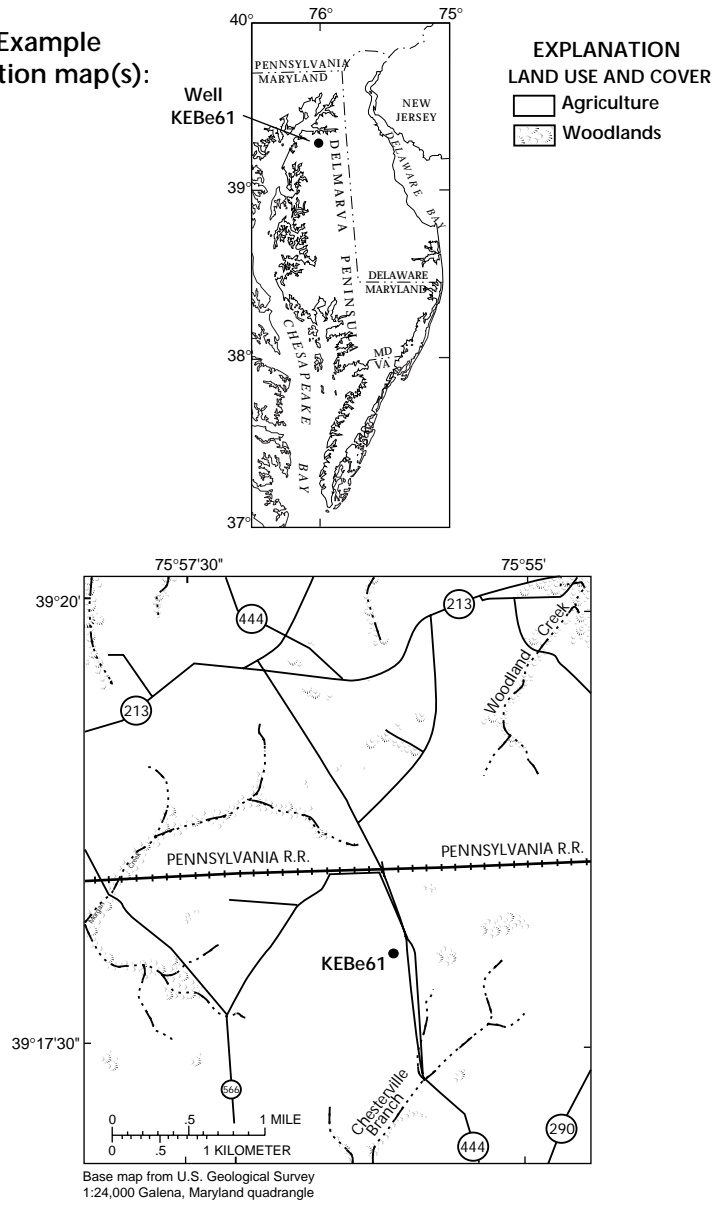 Example
tion map(s):
40°
76°
75°
PENNSYLVANIA
MARYLAND
Well
KEBe61
NEW
JERSEY
DELAWARE BAY
39°
DELMARVA PENINSULA
DELAWARE
MARYLAND
CHESAPEAKE BAY
38°
MD
VA
37°
EXPLANATION
LAND USE AND COVER
Agriculture
Woodlands
75°57'30"
75°55'
39°20'
213
444
213
Woodland Creek
PENNSYLVANIA R.R.
PENNSYLVANIA R.R.
Morgan
KEBe61
39°17'30"
Chesterville
Branch
566
444
290
0 .5 1 MILE
0 .5 1 KILOMETER
Base map from U.S. Geological Survey
1:24,000 Galena, Maryland quadrangle